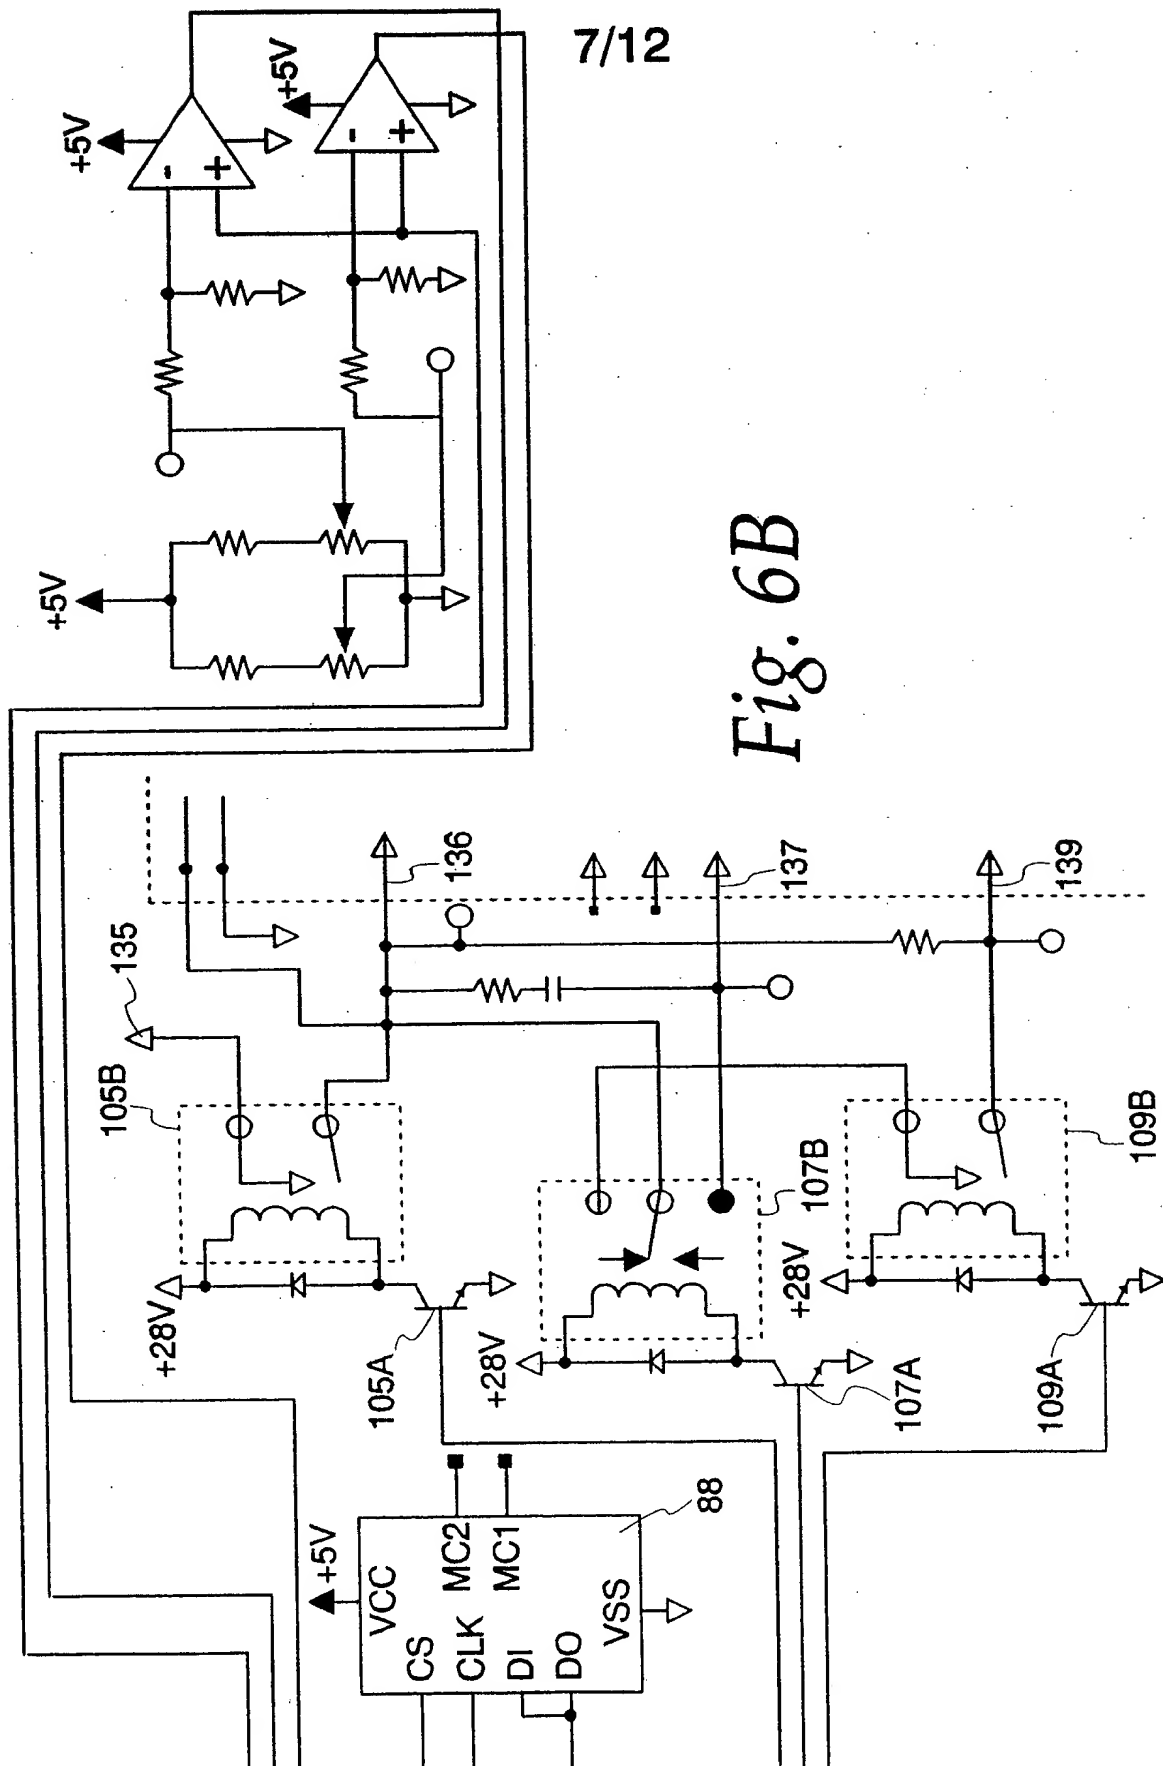 7/12
+5V
+5V
-
+
-
+
+5V
Fig. 6B
135
136
137
139
105B
107B
109B
+28V
105A
+28V
107A
+28V
109A
+5V
VCC
MC2
MC1
CS
CLK
DI
DO
VSS
88